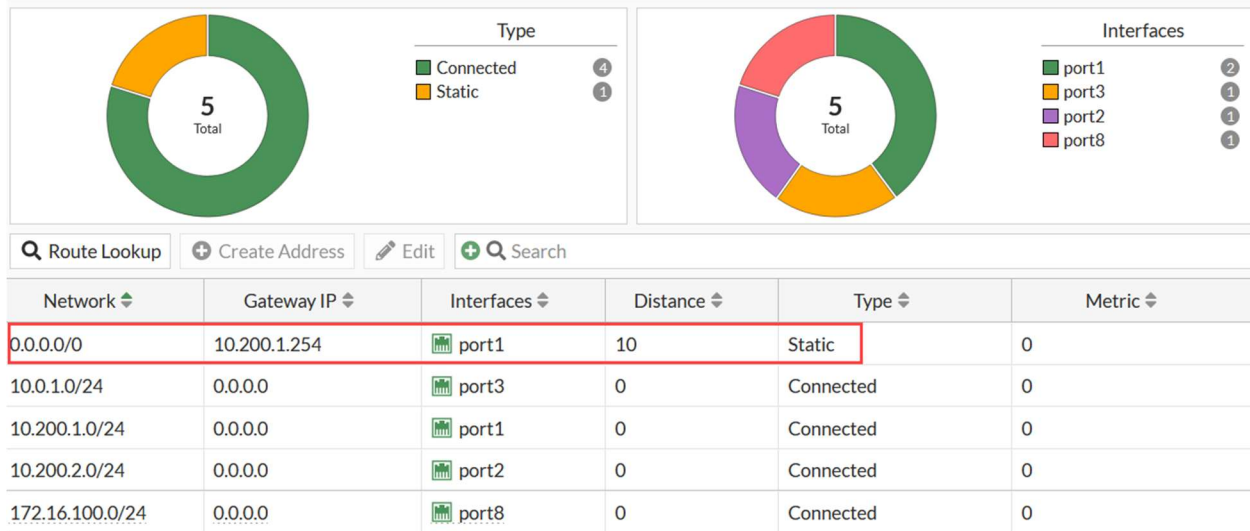 Type
Connected 4
Static 1
5
Total
Interfaces
port1 2
port3 1
port2 1
port8 1
5
Total
Route Lookup Create Address Edit Search
Network Gateway IP Interfaces Distance Type Metric
0.0.0.0/0 10.200.1.254 port1 10 Static 0
10.0.1.0/24 0.0.0.0 port3 0 Connected 0
10.200.1.0/24 0.0.0.0 port1 0 Connected 0
10.200.2.0/24 0.0.0.0 port2 0 Connected 0
172.16.100.0/24 0.0.0.0 port8 0 Connected 0